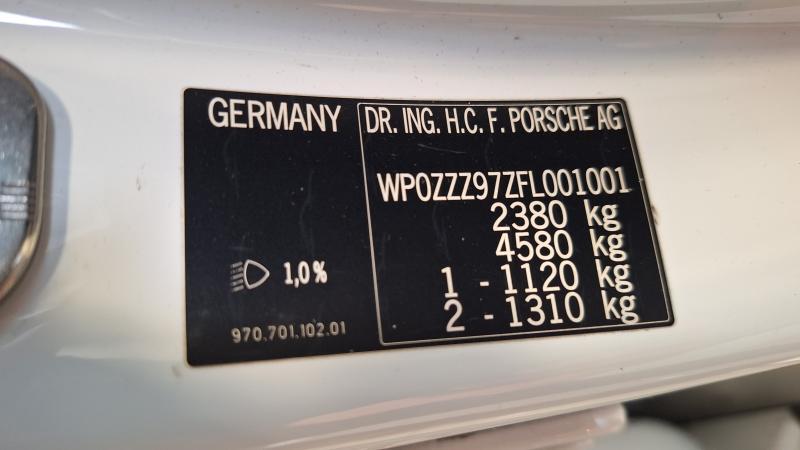 GERMANY
DR. ING. H.C. F. PORSCHE AG
WP0ZZZ97ZFL001001
2380 kg
4580 kg
1 - 1120 kg
2 - 1310 kg
1,0%
970.701.102.01